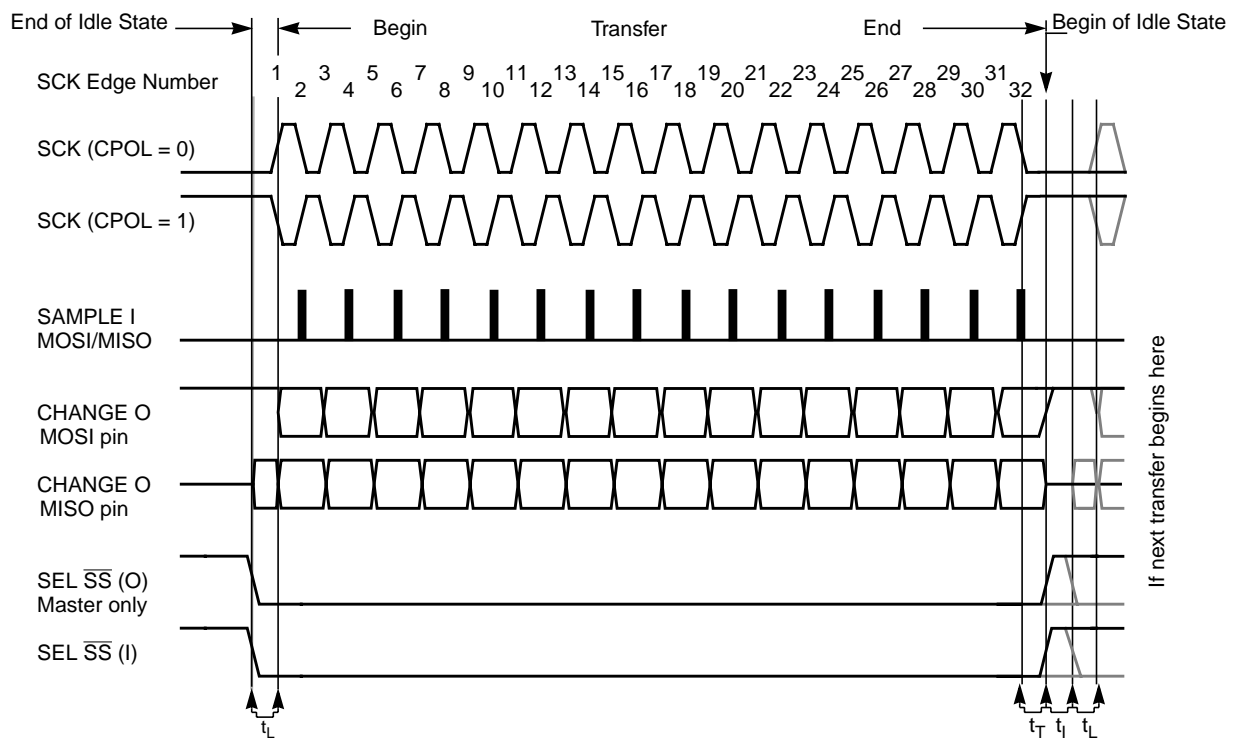 End of Idle State
Begin
Transfer
End
Begin of Idle State
SCK Edge Number
1 3 5 7 9 11 13 15 17 19 21 23 25 27 29 31
2 4 6 8 10 12 14 16 18 20 22 24 26 28 30 32
SCK (CPOL = 0)
SCK (CPOL = 1)
SAMPLE I
MOSI/MISO
CHANGE O
MOSI pin
CHANGE O
MISO pin
SEL SS (O)
Master only
SEL SS (I)
tL
tT tI tL
If next transfer begins here